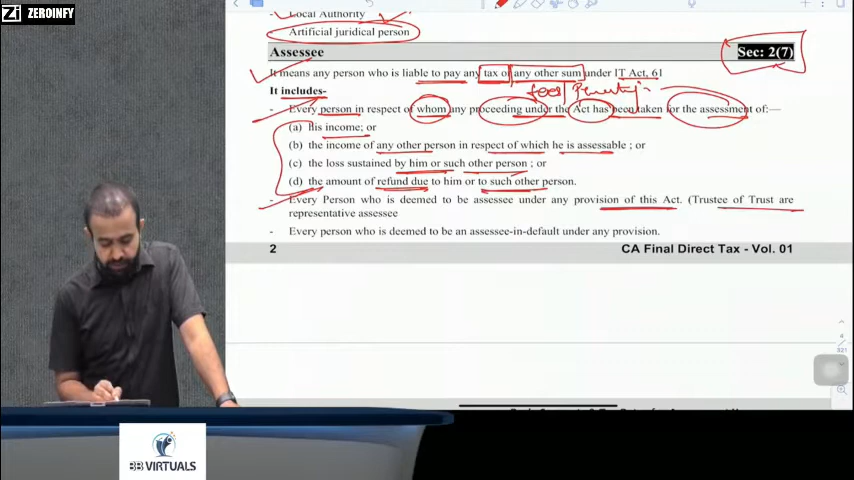 Zi ZEROINFY
- Local Authority
Artificial juridical person
Assessee Sec: 2(7)
It means any person who is liable to pay any tax or any other sum under IT Act, 61
It includes- fees/Penalty
- Every person in respect of whom any proceeding under the Act has been taken for the assessment of:—
(a) his income; or
(b) the income of any other person in respect of which he is assessable ; or
(c) the loss sustained by him or such other person ; or
(d) the amount of refund due to him or to such other person.
- Every Person who is deemed to be assessee under any provision of this Act. (Trustee of Trust are
representative assessee
- Every person who is deemed to be an assessee-in-default under any provision.
2 CA Final Direct Tax - Vol. 01
BB VIRTUALS